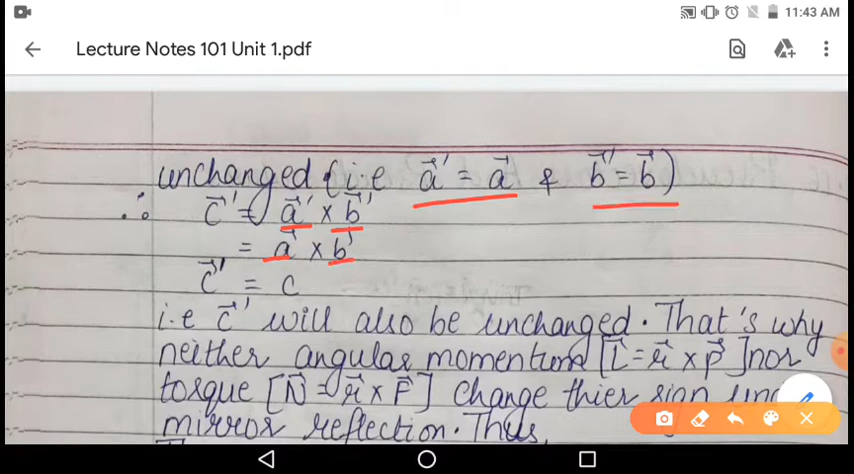 11:43 AM
Lecture Notes 101 Unit 1.pdf
unchanged (i.e a⃗' = a⃗ & b⃗' = b⃗)
∴ c⃗' = a⃗' × b⃗'
= a⃗ × b⃗
c⃗' = c
i.e c⃗' will also be unchanged. That's why
neither angular momentum [L⃗ = r⃗ × p⃗] nor
torque [N⃗ = r⃗ × F⃗] change thier sign
mirror reflection. Thus,